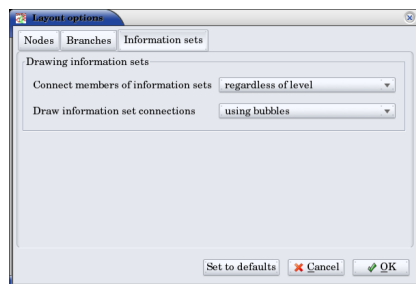 Layout options
Nodes Branches Information sets
Drawing information sets
Connect members of information sets regardless of level
Draw information set connections using bubbles
Set to defaults Cancel OK